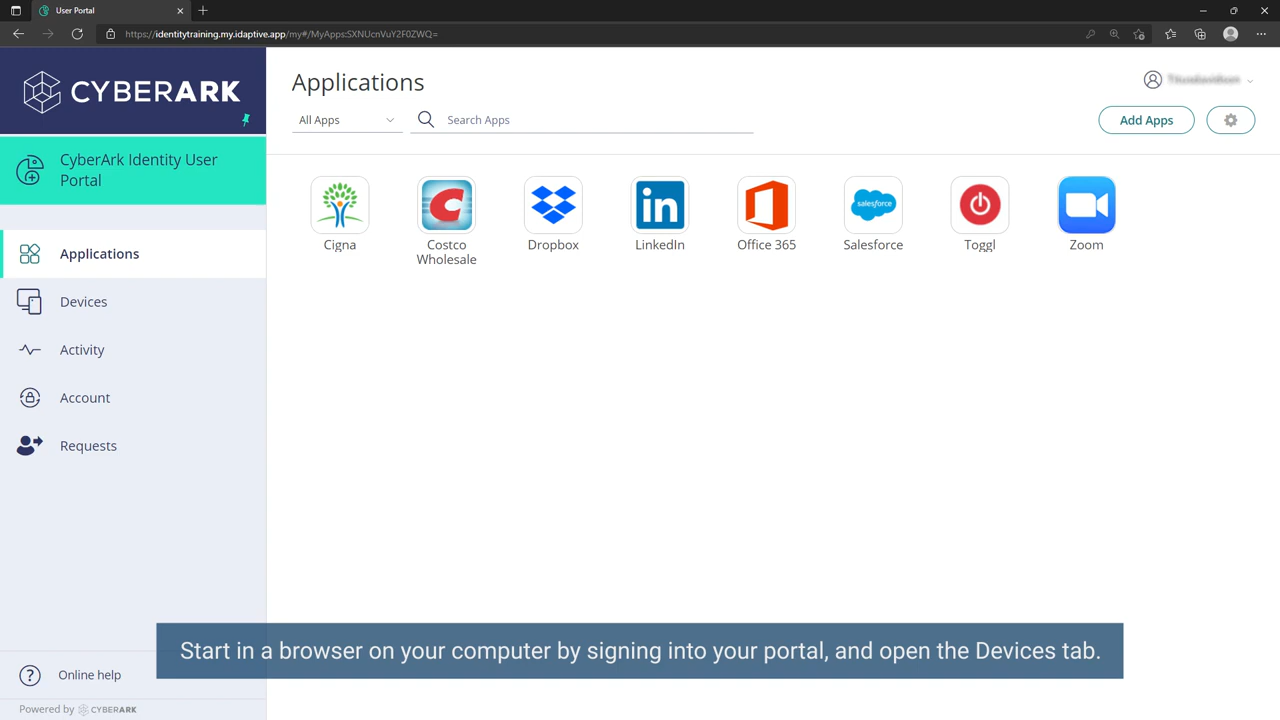 User Portal
https://identitytraining.my.idaptive.app/my#/MyApps:SXNUcnVuY2F0ZWQ=
CYBERARK
CyberArk Identity User
Portal
Applications
Devices
Activity
Account
Requests
Online help
Powered by CYBERARK
Applications
All Apps
Search Apps
Add Apps
Cigna
Costco
Wholesale
Dropbox
LinkedIn
Office 365
salesforce
Salesforce
Toggl
Zoom
Start in a browser on your computer by signing into your portal, and open the Devices tab.